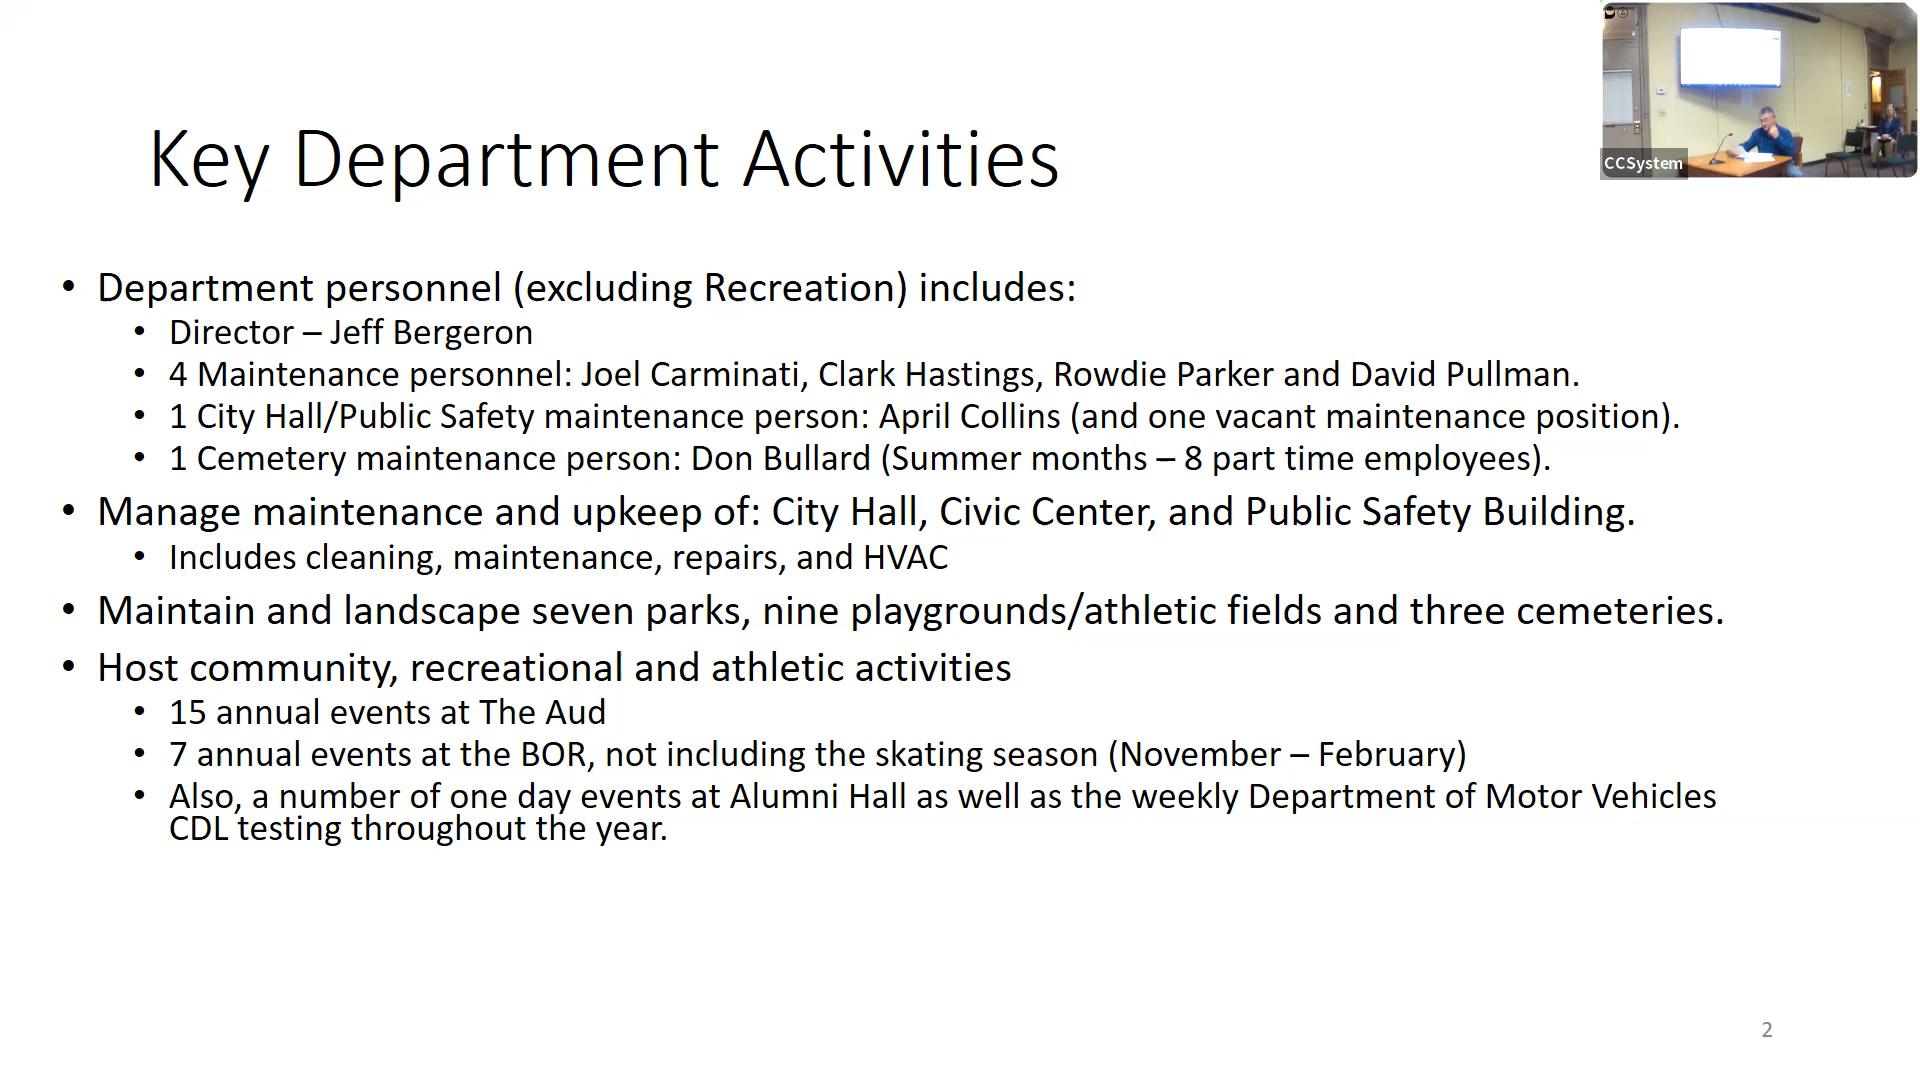 Key Department Activities
CCSystem
• Department personnel (excluding Recreation) includes:
• Director – Jeff Bergeron
• 4 Maintenance personnel: Joel Carminati, Clark Hastings, Rowdie Parker and David Pullman.
• 1 City Hall/Public Safety maintenance person: April Collins (and one vacant maintenance position).
• 1 Cemetery maintenance person: Don Bullard (Summer months – 8 part time employees).
• Manage maintenance and upkeep of: City Hall, Civic Center, and Public Safety Building.
• Includes cleaning, maintenance, repairs, and HVAC
• Maintain and landscape seven parks, nine playgrounds/athletic fields and three cemeteries.
• Host community, recreational and athletic activities
• 15 annual events at The Aud
• 7 annual events at the BOR, not including the skating season (November – February)
• Also, a number of one day events at Alumni Hall as well as the weekly Department of Motor Vehicles
CDL testing throughout the year.
2